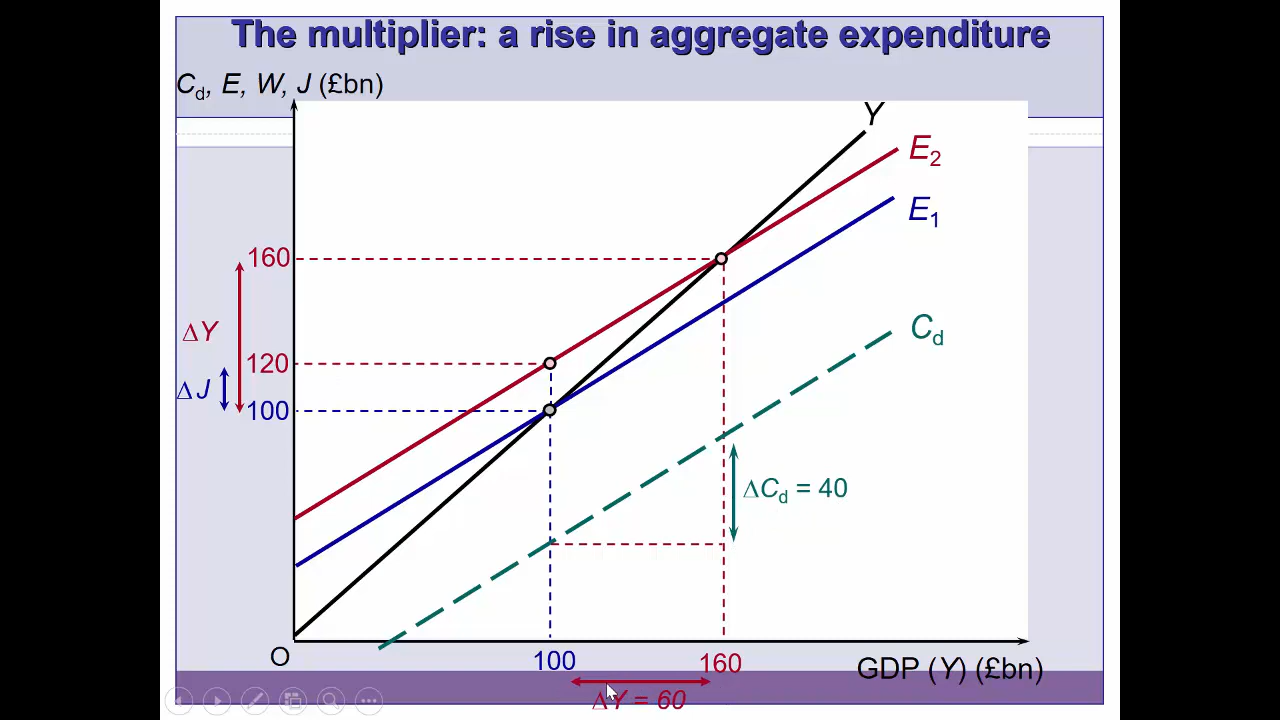 The multiplier: a rise in aggregate expenditure
Cd, E, W, J (£bn)
Y
E2
E1
160
ΔY
Cd
120
ΔJ
100
ΔCd = 40
O
100
160
GDP (Y) (£bn)
ΔY = 60